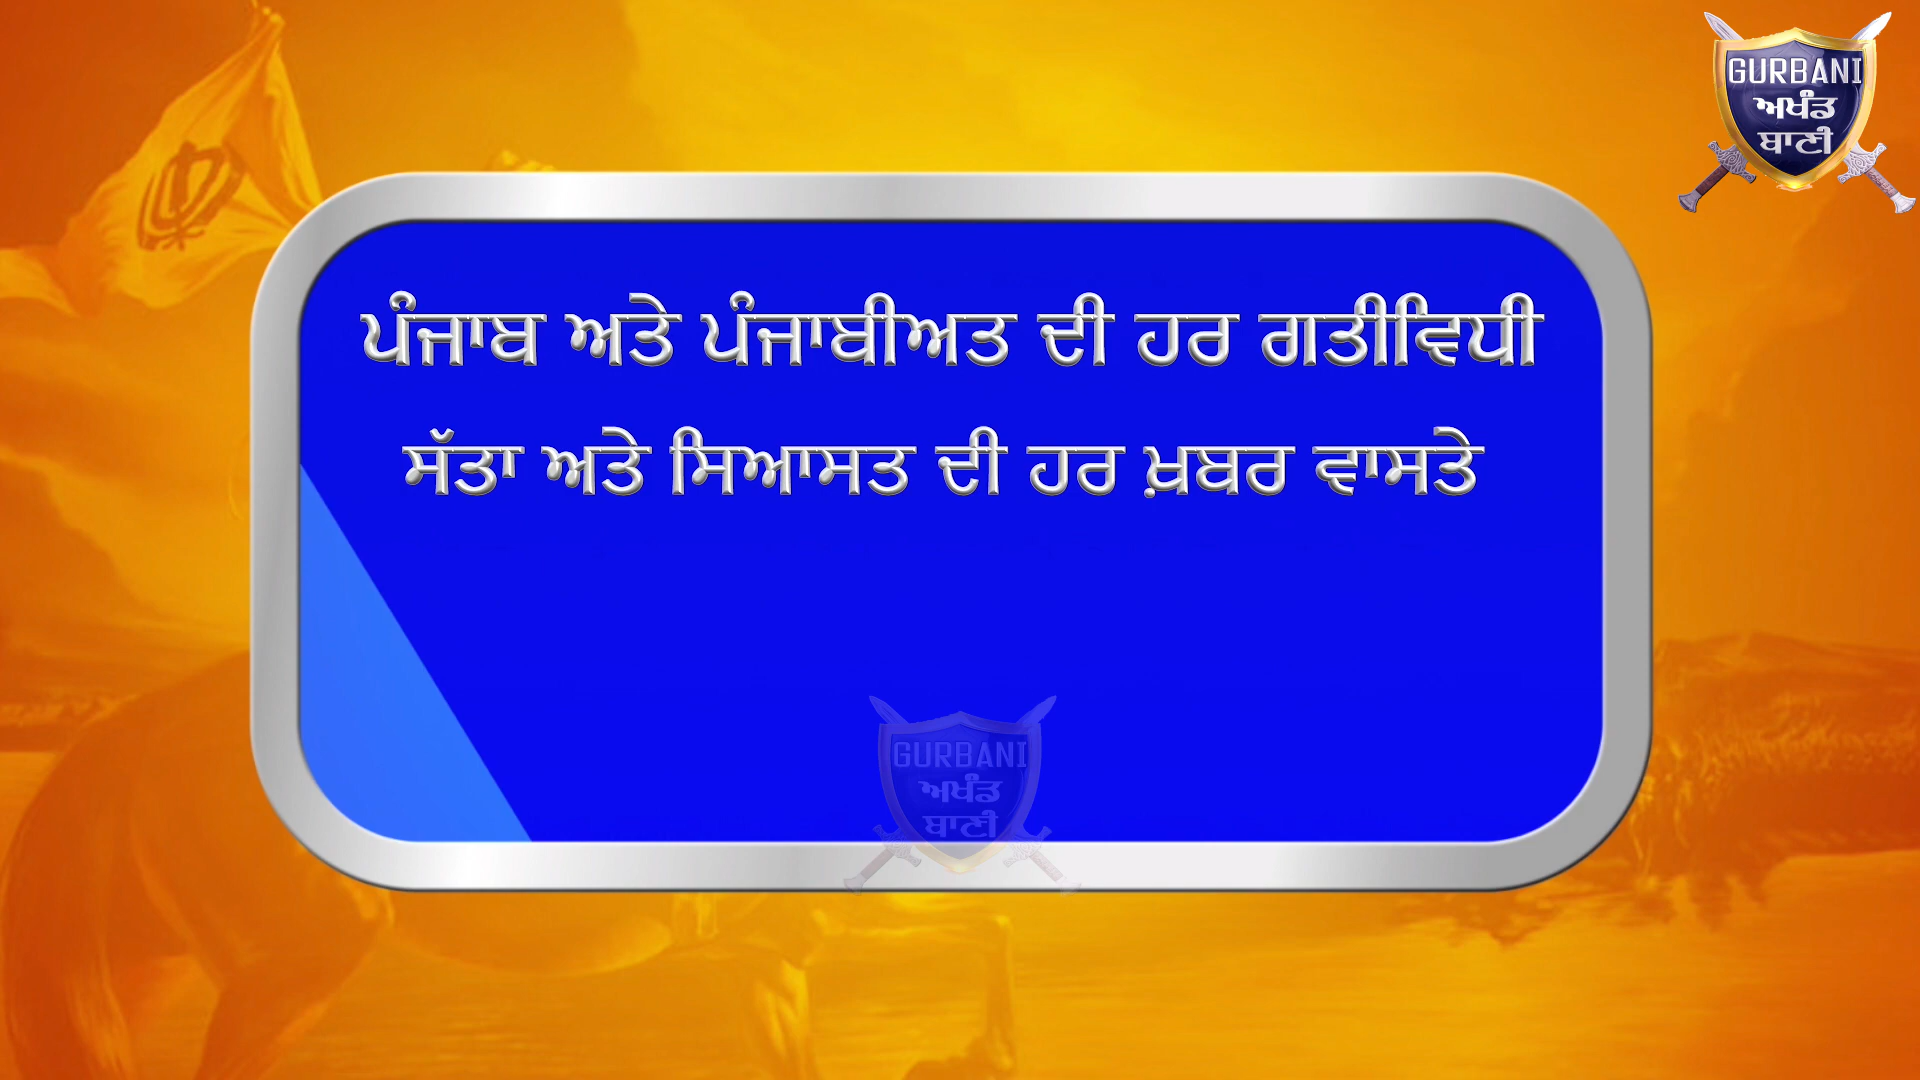 GURBANI
ਅਖੰਡ
ਬਾਣੀ
ਪੰਜਾਬ ਅਤੇ ਪੰਜਾਬੀਅਤ ਦੀ ਹਰ ਗਤੀਵਿਧੀ
ਸੱਤਾ ਅਤੇ ਸਿਆਸਤ ਦੀ ਹਰ ਖ਼ਬਰ ਵਾਸਤੇ
GURBANI
ਅਖੰਡ
ਬਾਣੀ